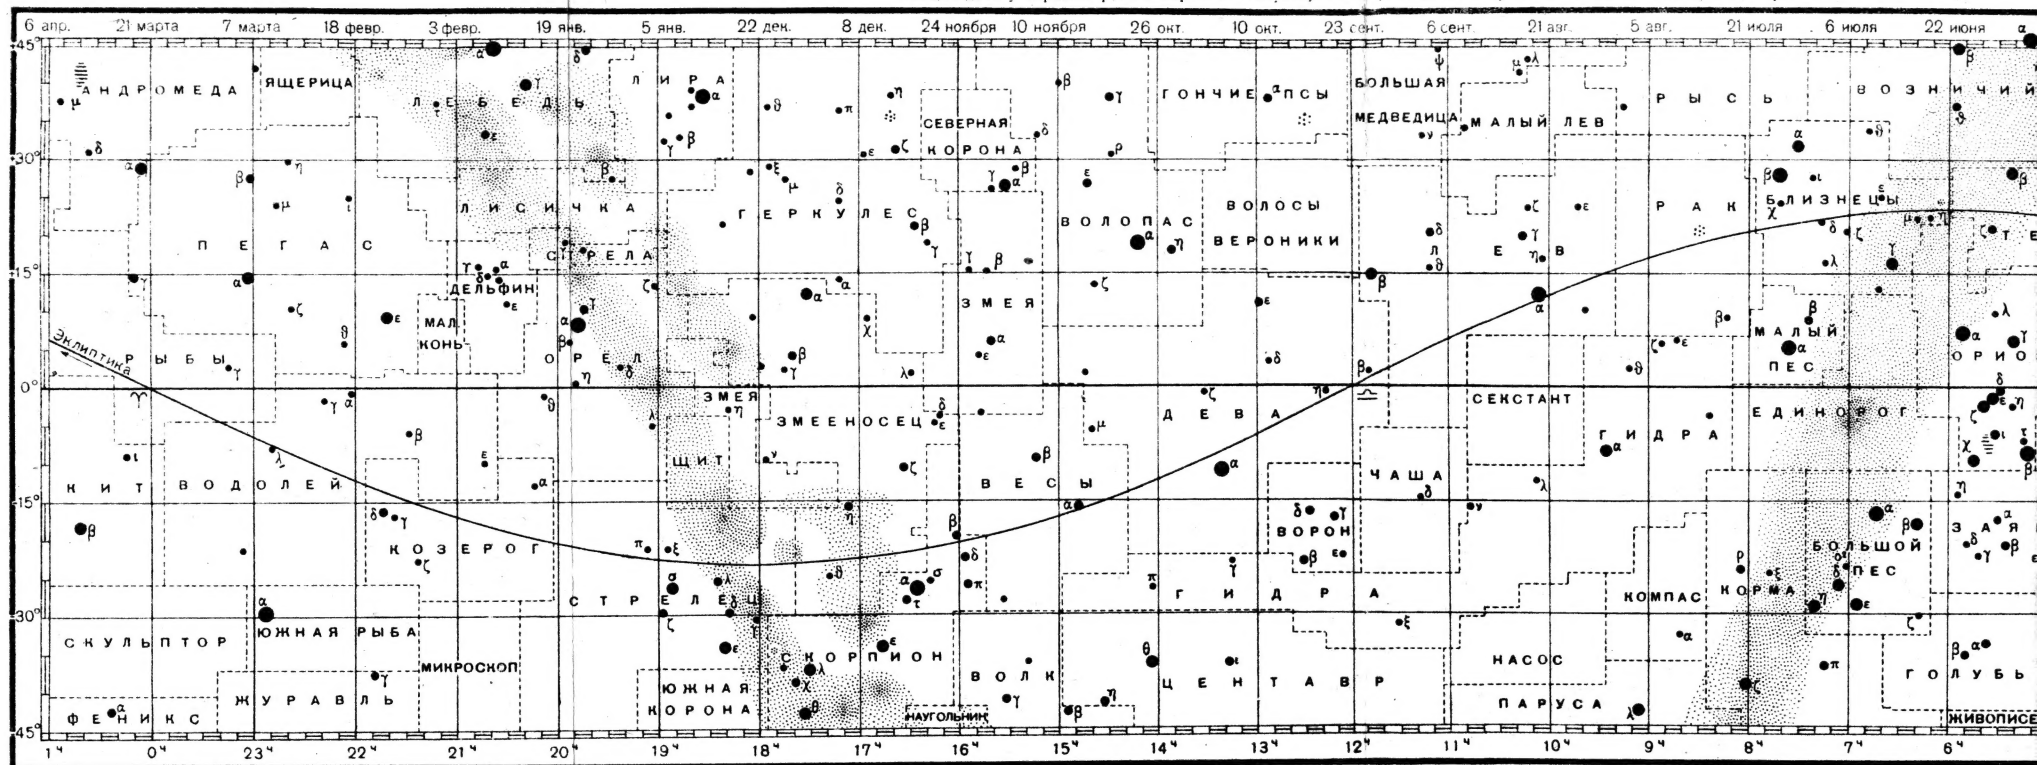 6 апр. 21 марта 7 марта 18 февр. 3 февр. 19 янв. 5 янв. 22 дек. 8 дек. 24 ноября 10 ноября 26 окт. 10 окт. 23 сент. 6 сент. 21 авг. 5 авг. 21 июля 6 июля 22 июня
+45°
АНДРОМЕДА
ЯЩЕРИЦА
ЛЕБЕДЬ
ЛИРА
СЕВЕРНАЯ
КОРОНА
ГОНЧИЕ ПСЫ
БОЛЬШАЯ
МЕДВЕДИЦА
МАЛЫЙ ЛЕВ
РЫСЬ
ВОЗНИЧИЙ
+30°
ПЕГАС
ЛИСИЧКА
СТРЕЛА
ГЕРКУЛЕС
ВОЛОПАС
ВОЛОСЫ
ВЕРОНИКИ
ЛЕВ
РАК
БЛИЗНЕЦЫ
ТЕ
+15°
ДЕЛЬФИН
МАЛ.
КОНЬ
ОРЕЛ
ЗМЕЯ
МАЛЫЙ
ПЕС
ОРИО
Эклиптика
РЫБЫ
0°
♈
♎
ЗМЕЯ
ЗМЕЕНОСЕЦ
ДЕВА
СЕКСТАНТ
ГИДРА
ЕДИНОРОГ
КИТ
ВОДОЛЕЙ
ЩИТ
ВЕСЫ
ЧАША
-15°
КОЗЕРОГ
ВОРОН
БОЛЬШОЙ
ПЕС
ЗАЯ
СТРЕЛЕЦ
ГИДРА
КОМПАС
КОРМА
-30°
СКУЛЬПТОР
ЮЖНАЯ РЫБА
МИКРОСКОП
СКОРПИОН
ВОЛК
ЦЕНТАВР
НАСОС
ГОЛУБЬ
ФЕНИКС
ЖУРАВЛЬ
ЮЖНАЯ
КОРОНА
НАУГОЛЬНИК
ПАРУСА
ЖИВОПИСЕ
-45°
1ч 0ч 23ч 22ч 21ч 20ч 19ч 18ч 17ч 16ч 15ч 14ч 13ч 12ч 11ч 10ч 9ч 8ч 7ч 6ч